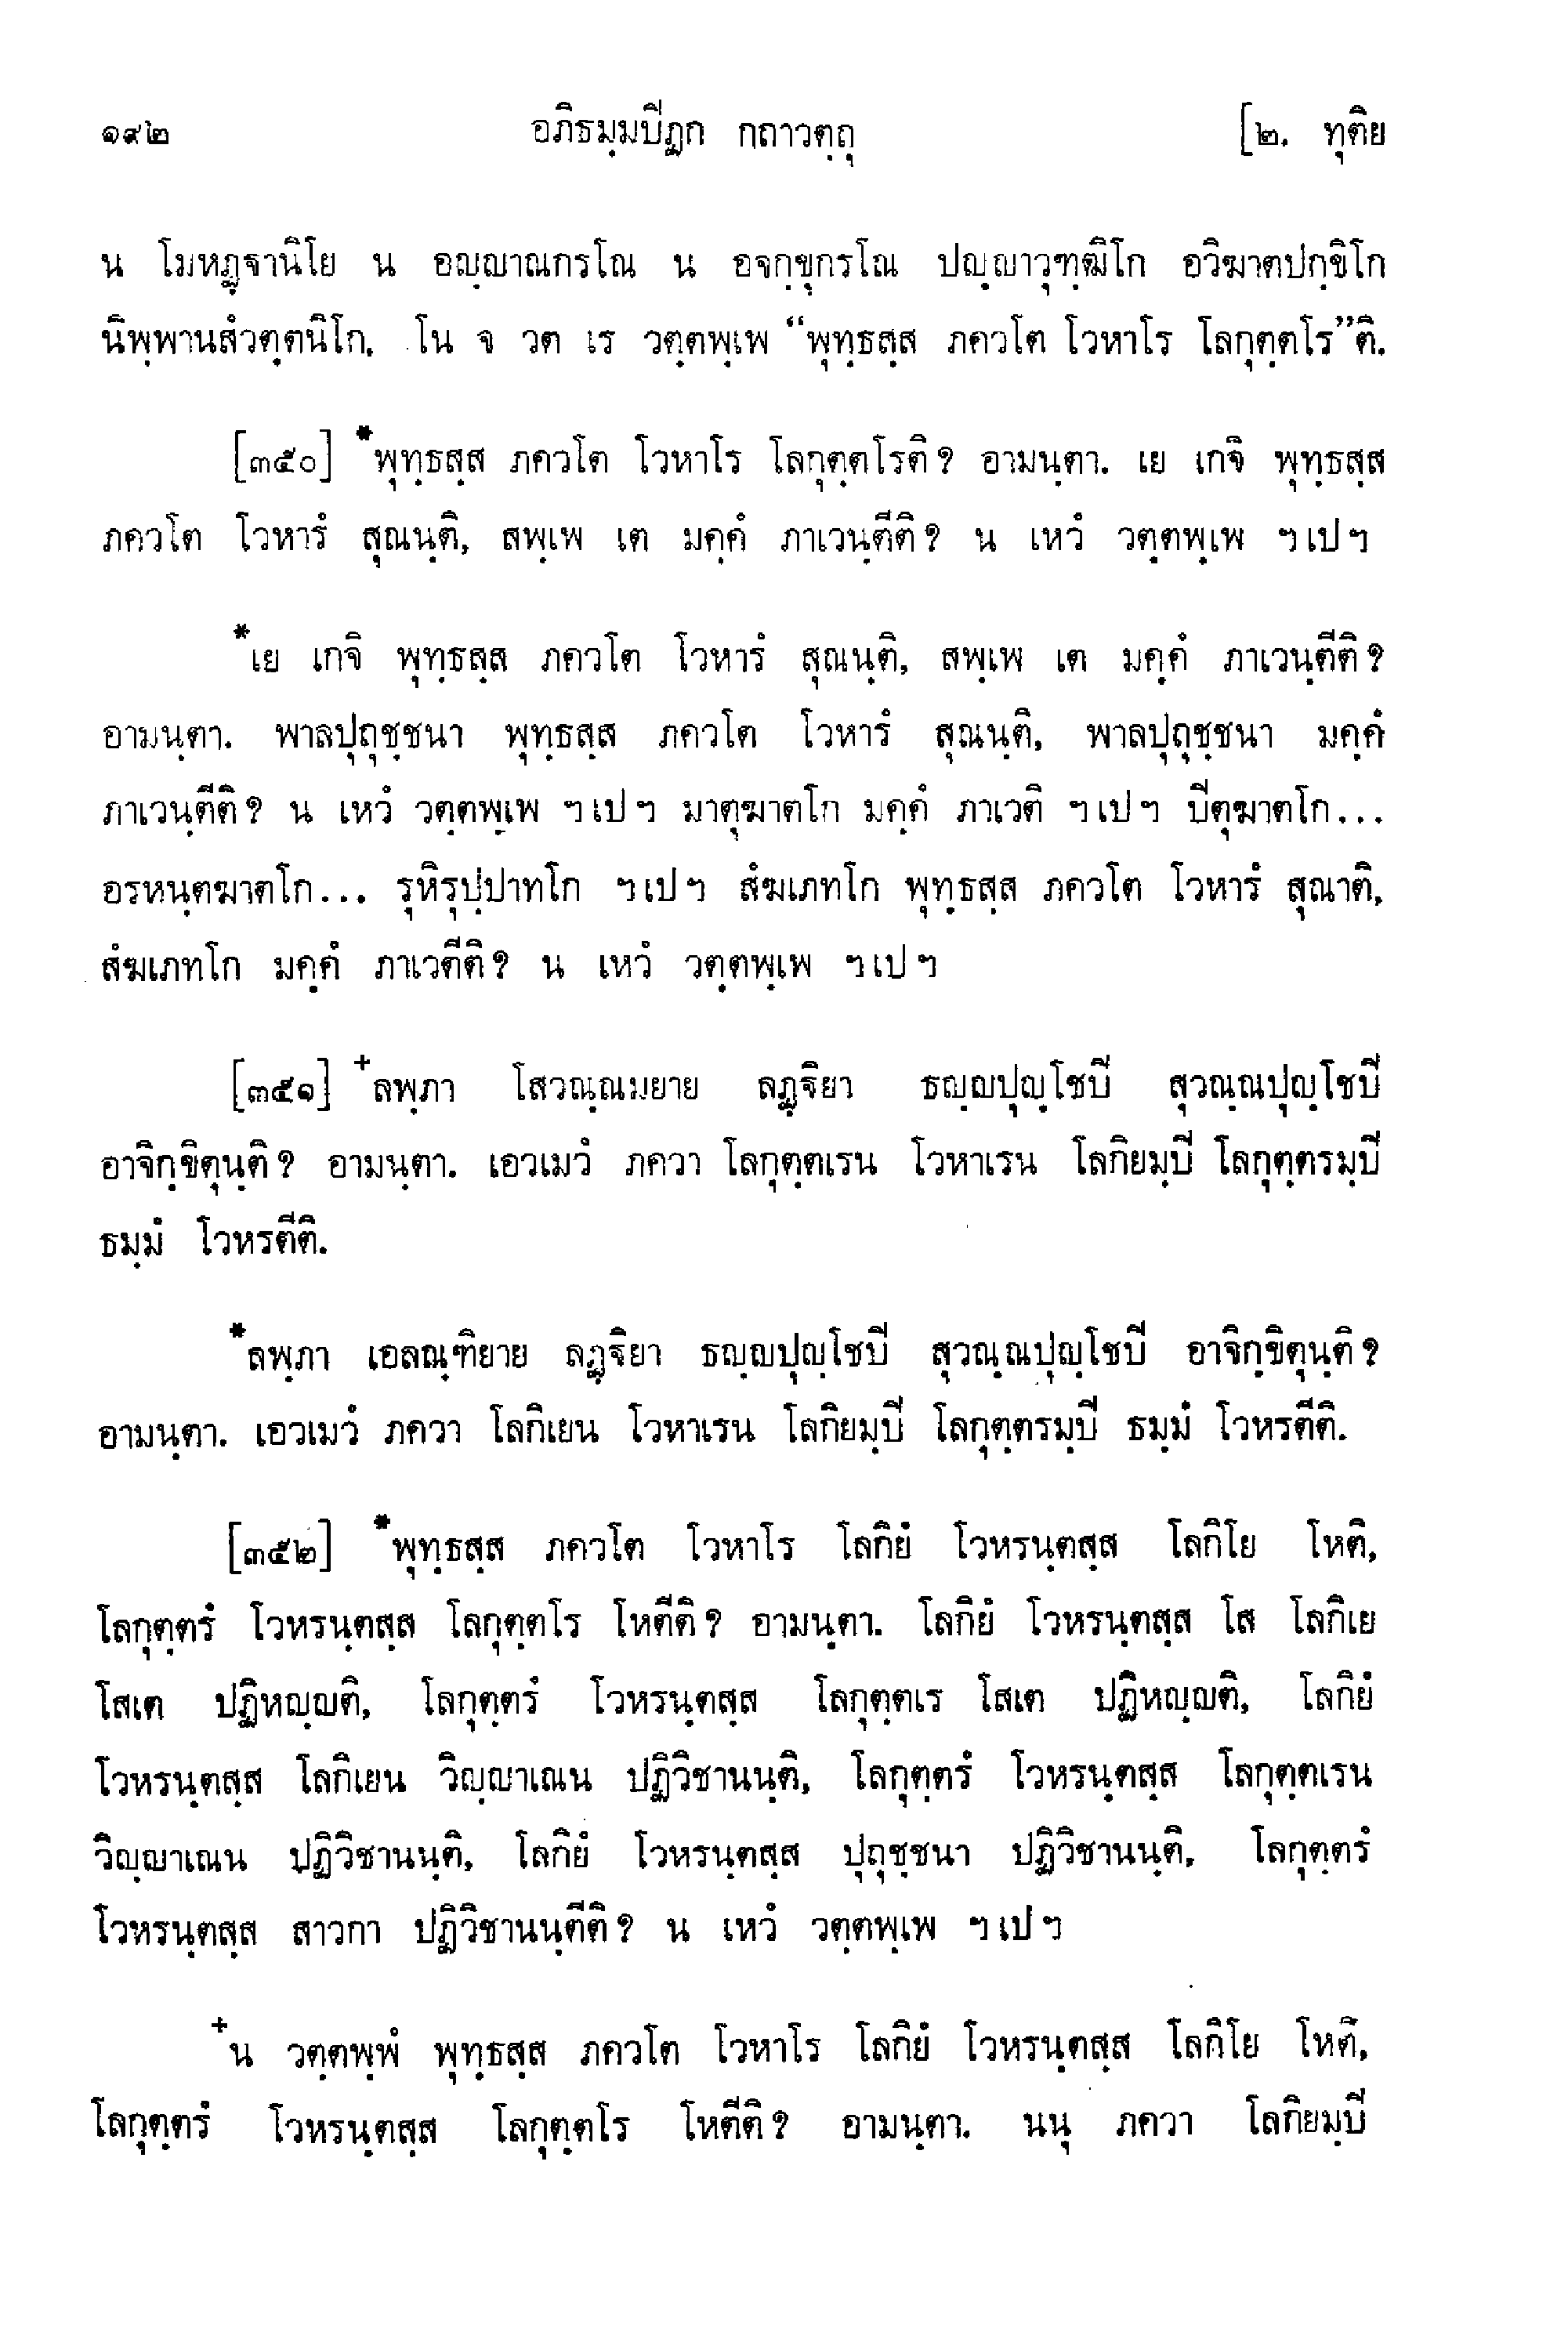 ๑๙๒ อภิธมฺมปิฏก กถาวตฺถุ [๒. ทุติย
น โมหฏฺฐานิโย น อญฺญาณกรโณ น อจกฺขุกรโณ ปญฺญาวุฑฺฒิโก อวิฆาตปกฺขิโก
นิพฺพานสํวตฺตนิโก. โน จ วต เร วตฺตพฺเพ “พุทฺธสฺส ภควโต โวหาโร โลกุตฺตโร”ติ.
[๓๕๐] *พุทฺธสฺส ภควโต โวหาโร โลกุตฺตโรติ ? อามนฺตา. เย เกจิ พุทฺธสฺส
ภควโต โวหารํ สุณนฺติ, สพฺเพ เต มคฺคํ ภาเวนฺตีติ ? น เหวํ วตฺตพฺเพ ฯเปฯ
*เย เกจิ พุทฺธสฺส ภควโต โวหารํ สุณนฺติ, สพฺเพ เต มคฺคํ ภาเวนฺตีติ ?
อามนฺตา. พาลปุถุชฺชนา พุทฺธสฺส ภควโต โวหารํ สุณนฺติ, พาลปุถุชฺชนา มคฺคํ
ภาเวนฺตีติ ? น เหวํ วตฺตพฺเพ ฯเปฯ มาตุฆาตโก มคฺคํ ภาเวติ ฯเปฯ ปิตุฆาตโก...
อรหนฺตฆาตโก... รุหิรุปฺปาทโก ฯเปฯ สํฆเภทโก พุทฺธสฺส ภควโต โวหารํ สุณาติ,
สํฆเภทโก มคฺคํ ภาเวตีติ ? น เหวํ วตฺตพฺเพ ฯเปฯ
[๓๕๑] +ลพฺภา โสวณฺณมยาย ลฏฺฐิยา ธญฺญปุญฺโชปิ สุวณฺณปุญฺโชปิ
อาจิกฺขิตุนฺติ ? อามนฺตา. เอวเมวํ ภควา โลกุตฺตเรน โวหาเรน โลกิยมฺปิ โลกุตฺตรมฺปิ
ธมฺมํ โวหรตีติ.
*ลพฺภา เอลณฺฑิยาย ลฏฺฐิยา ธญฺญปุญฺโชปิ สุวณฺณปุญฺโชปิ อาจิกฺขิตุนฺติ ?
อามนฺตา. เอวเมวํ ภควา โลกิเยน โวหาเรน โลกิยมฺปิ โลกุตฺตรมฺปิ ธมฺมํ โวหรตีติ.
[๓๕๒] *พุทฺธสฺส ภควโต โวหาโร โลกิยํ โวหรนฺตสฺส โลกิโย โหติ,
โลกุตฺตรํ โวหรนฺตสฺส โลกุตฺตโร โหตีติ ? อามนฺตา. โลกิยํ โวหรนฺตสฺส โส โลกิเย
โสเต ปฏิหญฺญติ, โลกุตฺตรํ โวหรนฺตสฺส โลกุตฺตเร โสเต ปฏิหญฺญติ, โลกิยํ
โวหรนฺตสฺส โลกิเยน วิญฺญาเณน ปฏิวิชานนฺติ, โลกุตฺตรํ โวหรนฺตสฺส โลกุตฺตเรน
วิญฺญาเณน ปฏิวิชานนฺติ, โลกิยํ โวหรนฺตสฺส ปุถุชฺชนา ปฏิวิชานนฺติ, โลกุตฺตรํ
โวหรนฺตสฺส สาวกา ปฏิวิชานนฺตีติ ? น เหวํ วตฺตพฺเพ ฯเปฯ
+น วตฺตพฺพํ พุทฺธสฺส ภควโต โวหาโร โลกิยํ โวหรนฺตสฺส โลกิโย โหติ,
โลกุตฺตรํ โวหรนฺตสฺส โลกุตฺตโร โหตีติ ? อามนฺตา. นนุ ภควา โลกิยมฺปิ